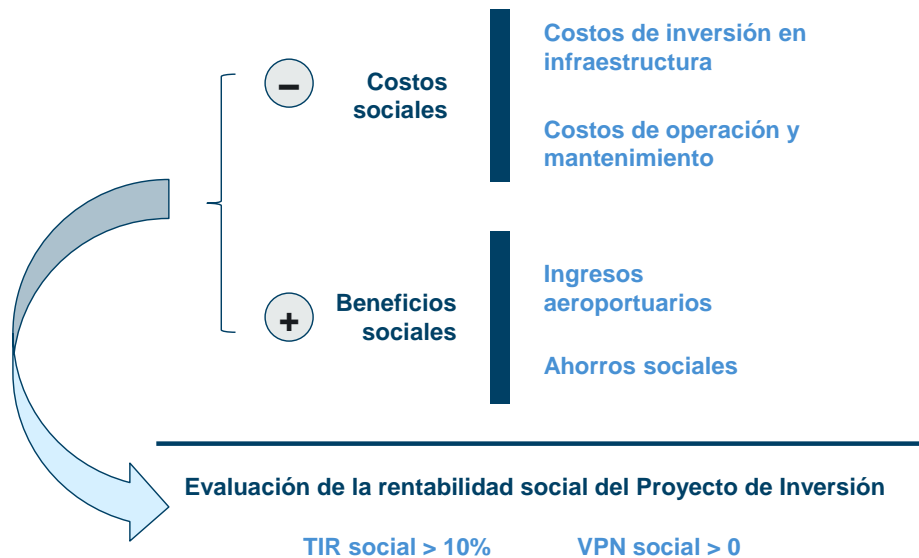 −
Costos
sociales
Costos de inversión en
infraestructura
Costos de operación y
mantenimiento
+
Beneficios
sociales
Ingresos
aeroportuarios
Ahorros sociales
Evaluación de la rentabilidad social del Proyecto de Inversión
TIR social > 10%
VPN social > 0